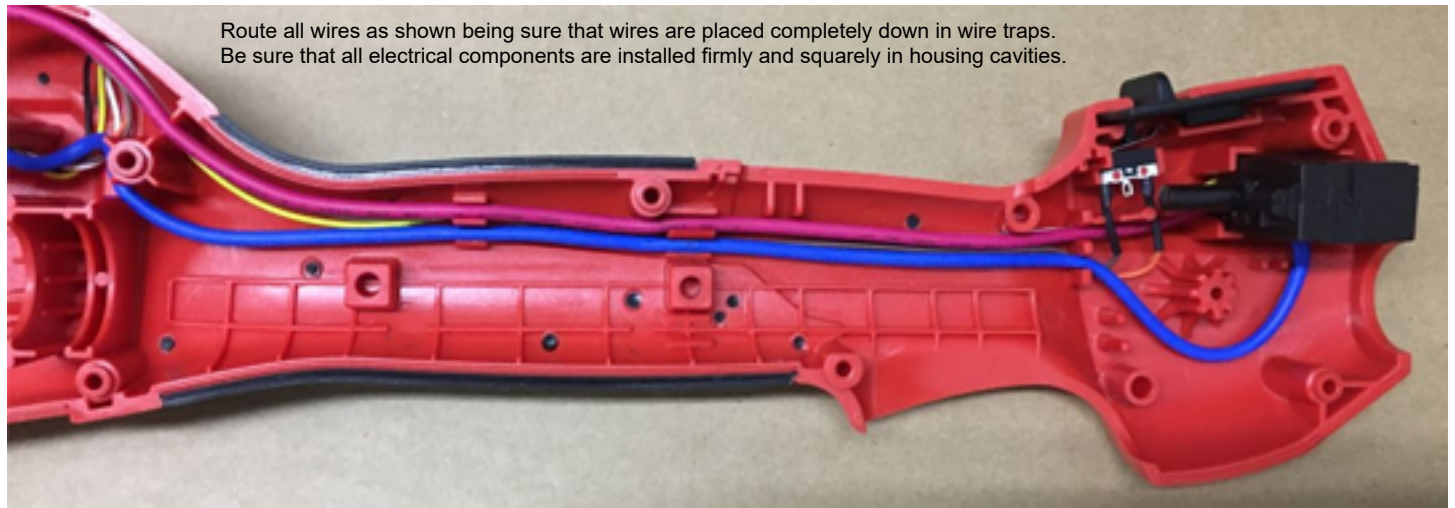 Route all wires as shown being sure that wires are placed completely down in wire traps.
Be sure that all electrical components are installed firmly and squarely in housing cavities.